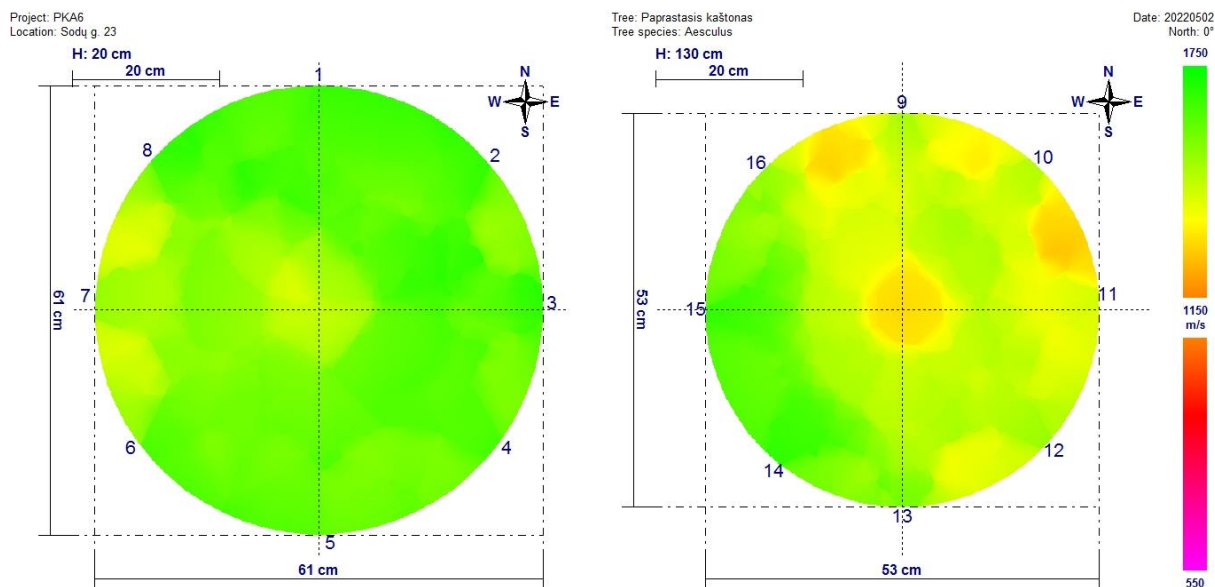 Project: PKA6
Location: Sodų g. 23
Tree: Paprastasis kaštonas
Tree species: Aesculus
Date: 20220502
North: 0°
H: 20 cm
20 cm
N
W
E
S
1
2
3
4
5
6
7
8
61 cm
61 cm
H: 130 cm
20 cm
N
W
E
S
9
10
11
12
13
14
15
16
53 cm
53 cm
1750
1150
m/s
550